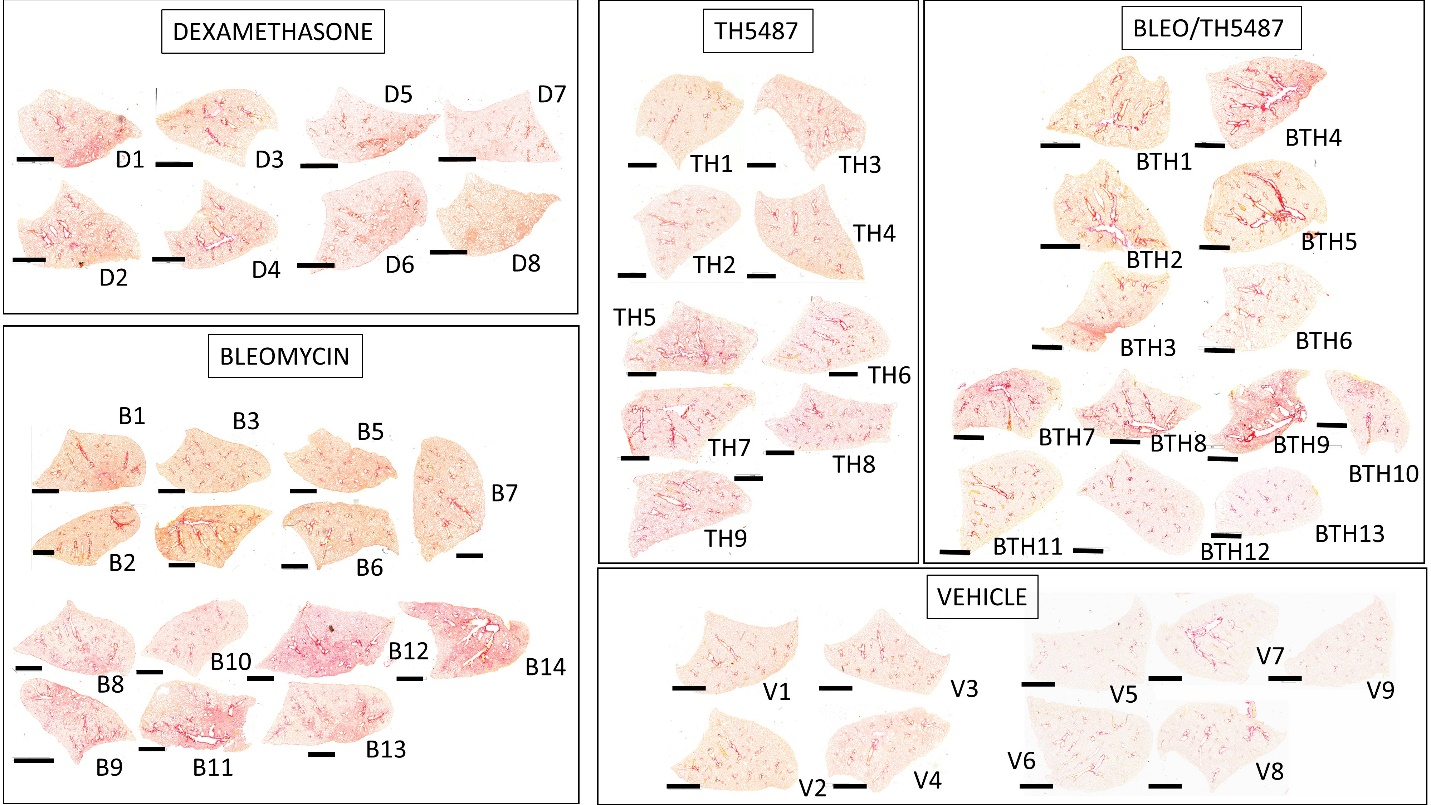 DEXAMETHASONE
D1
D3
D5
D7
D2
D4
D6
D8
BLEOMYCIN
B1
B3
B5
B7
B2
B6
B8
B10
B12
B14
B9
B11
B13
TH5487
TH1
TH3
TH2
TH4
TH5
TH6
TH7
TH8
TH9
BLEO/TH5487
BTH1
BTH4
BTH2
BTH5
BTH3
BTH6
BTH7
BTH8
BTH9
BTH10
BTH11
BTH12
BTH13
VEHICLE
V1
V3
V5
V7
V9
V2
V4
V6
V8